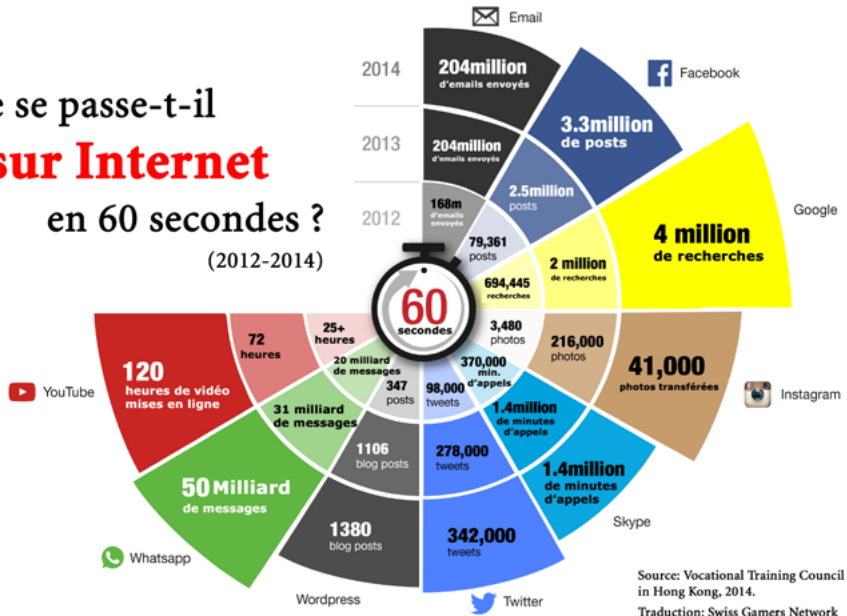 e se passe-t-il
sur Internet
en 60 secondes ?
(2012-2014)
2014
2013
2012
Email
204million
d'emails envoyés
204million
d'emails envoyés
168m
d'emails
envoyés
Facebook
3.3million
de posts
2.5million
posts
79,361
posts
Google
4 million
de recherches
2 million
de recherches
694,445
recherches
60
secondes
3,480
photos
216,000
photos
41,000
photos transférées
Instagram
370,000
min.
d'appels
1.4million
de minutes
d'appels
1.4million
de minutes
d'appels
Skype
98,000
tweets
278,000
tweets
342,000
tweets
Twitter
347
posts
1106
blog posts
1380
blog posts
Wordpress
20 milliard
de messages
31 milliard
de messages
50 Milliard
de messages
Whatsapp
25+
heures
72
heures
120
heures de vidéo
mises en ligne
YouTube
Source: Vocational Training Council
in Hong Kong, 2014.
Traduction: Swiss Gamers Network